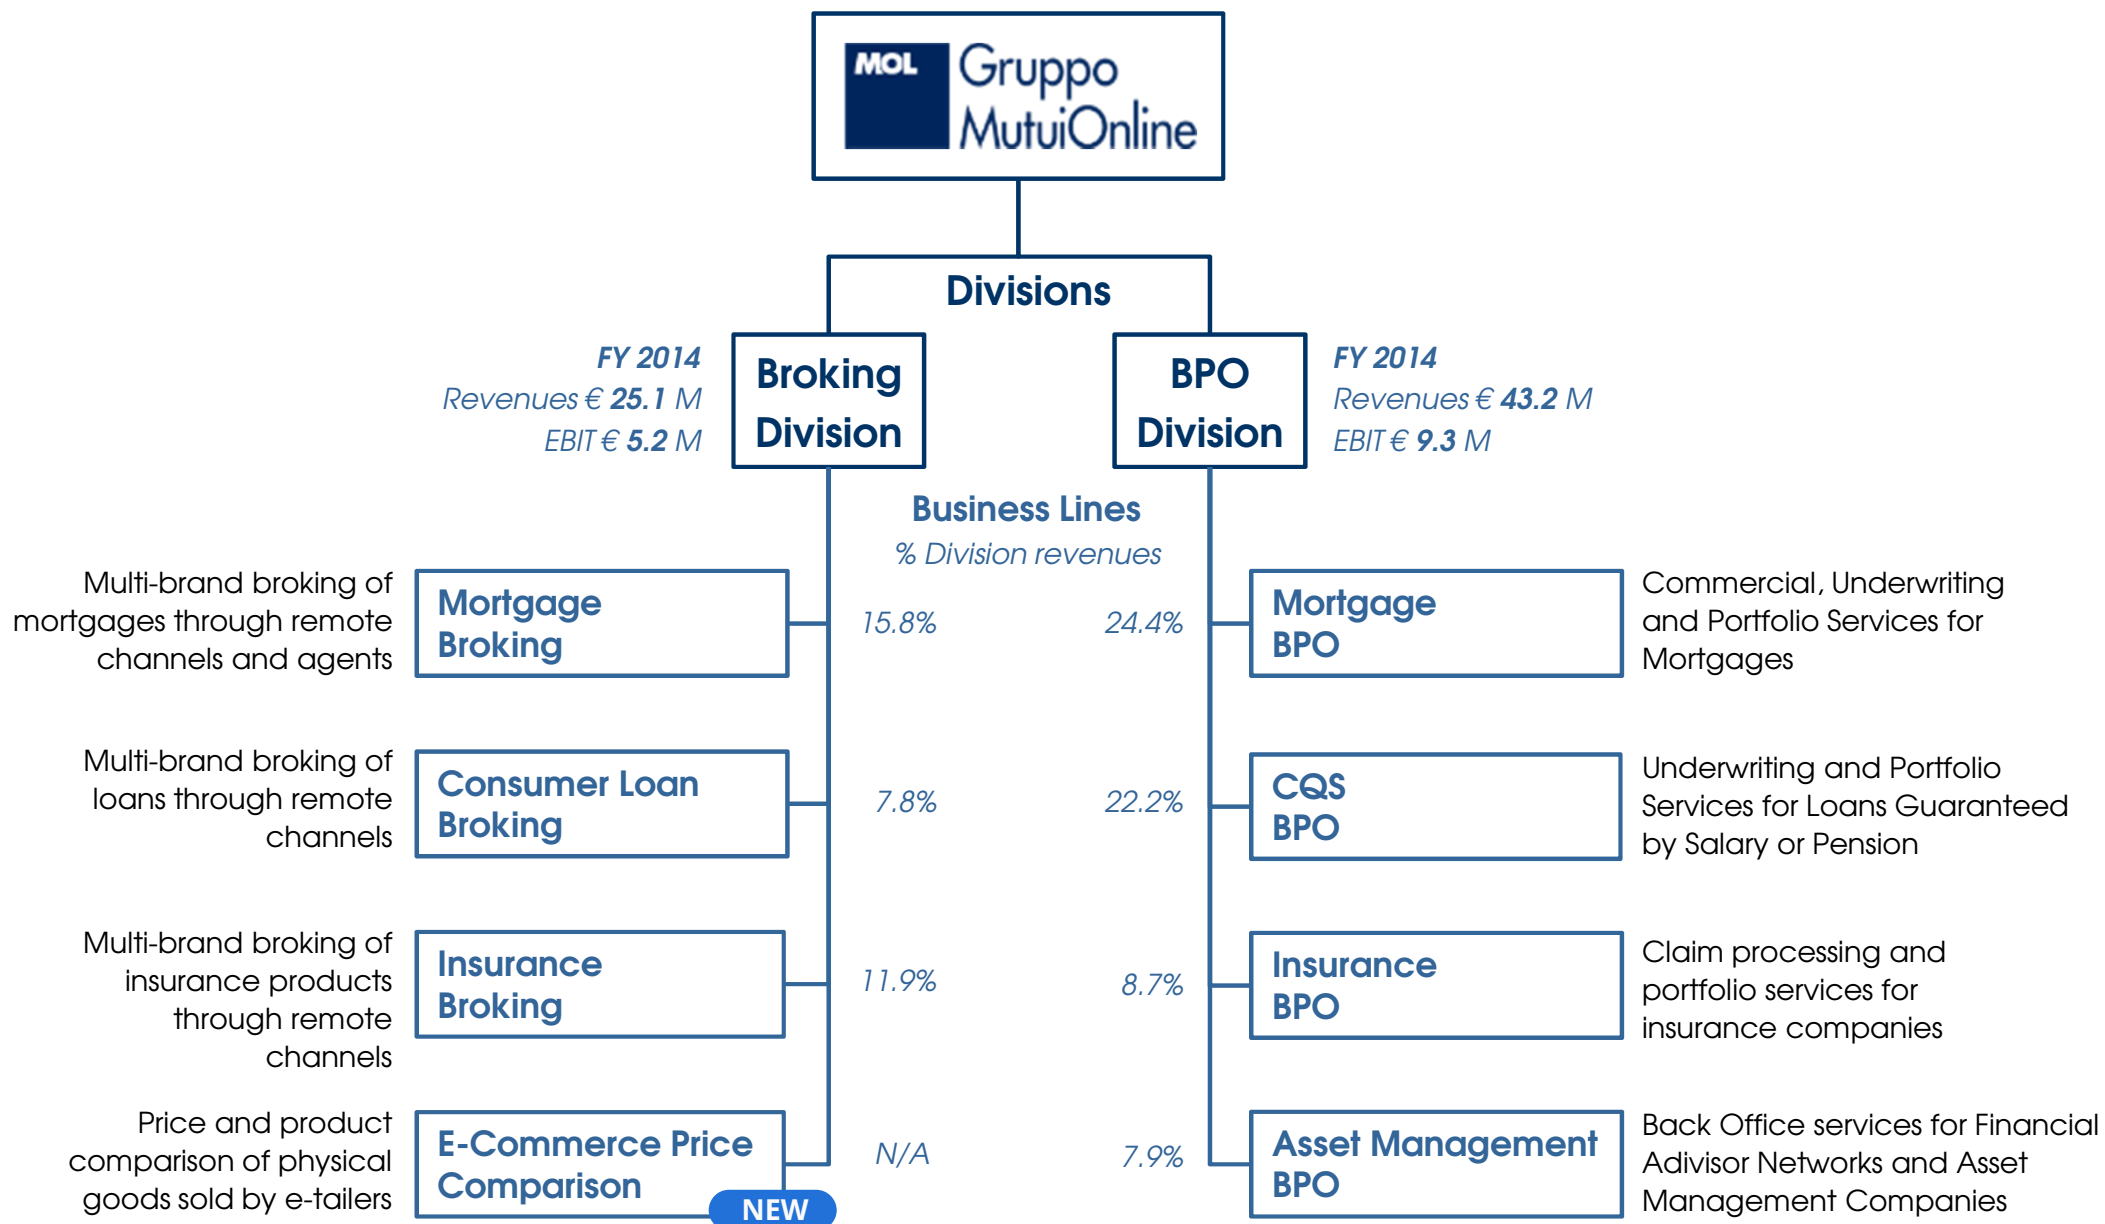 MOL
Gruppo
MutuiOnline
Divisions
FY 2014
Revenues € 25.1 M
EBIT € 5.2 M
Broking
Division
BPO
Division
FY 2014
Revenues € 43.2 M
EBIT € 9.3 M
Business Lines
% Division revenues
Multi-brand broking of
mortgages through remote
channels and agents
Mortgage
Broking
15.8%
24.4%
Mortgage
BPO
Commercial, Underwriting
and Portfolio Services for
Mortgages
Multi-brand broking of
loans through remote
channels
Consumer Loan
Broking
7.8%
22.2%
CQS
BPO
Underwriting and Portfolio
Services for Loans Guaranteed
by Salary or Pension
Multi-brand broking of
insurance products
through remote
channels
Insurance
Broking
11.9%
8.7%
Insurance
BPO
Claim processing and
portfolio services for
insurance companies
Price and product
comparison of physical
goods sold by e-tailers
E-Commerce Price
Comparison
NEW
N/A
7.9%
Asset Management
BPO
Back Office services for Financial
Adivisor Networks and Asset
Management Companies